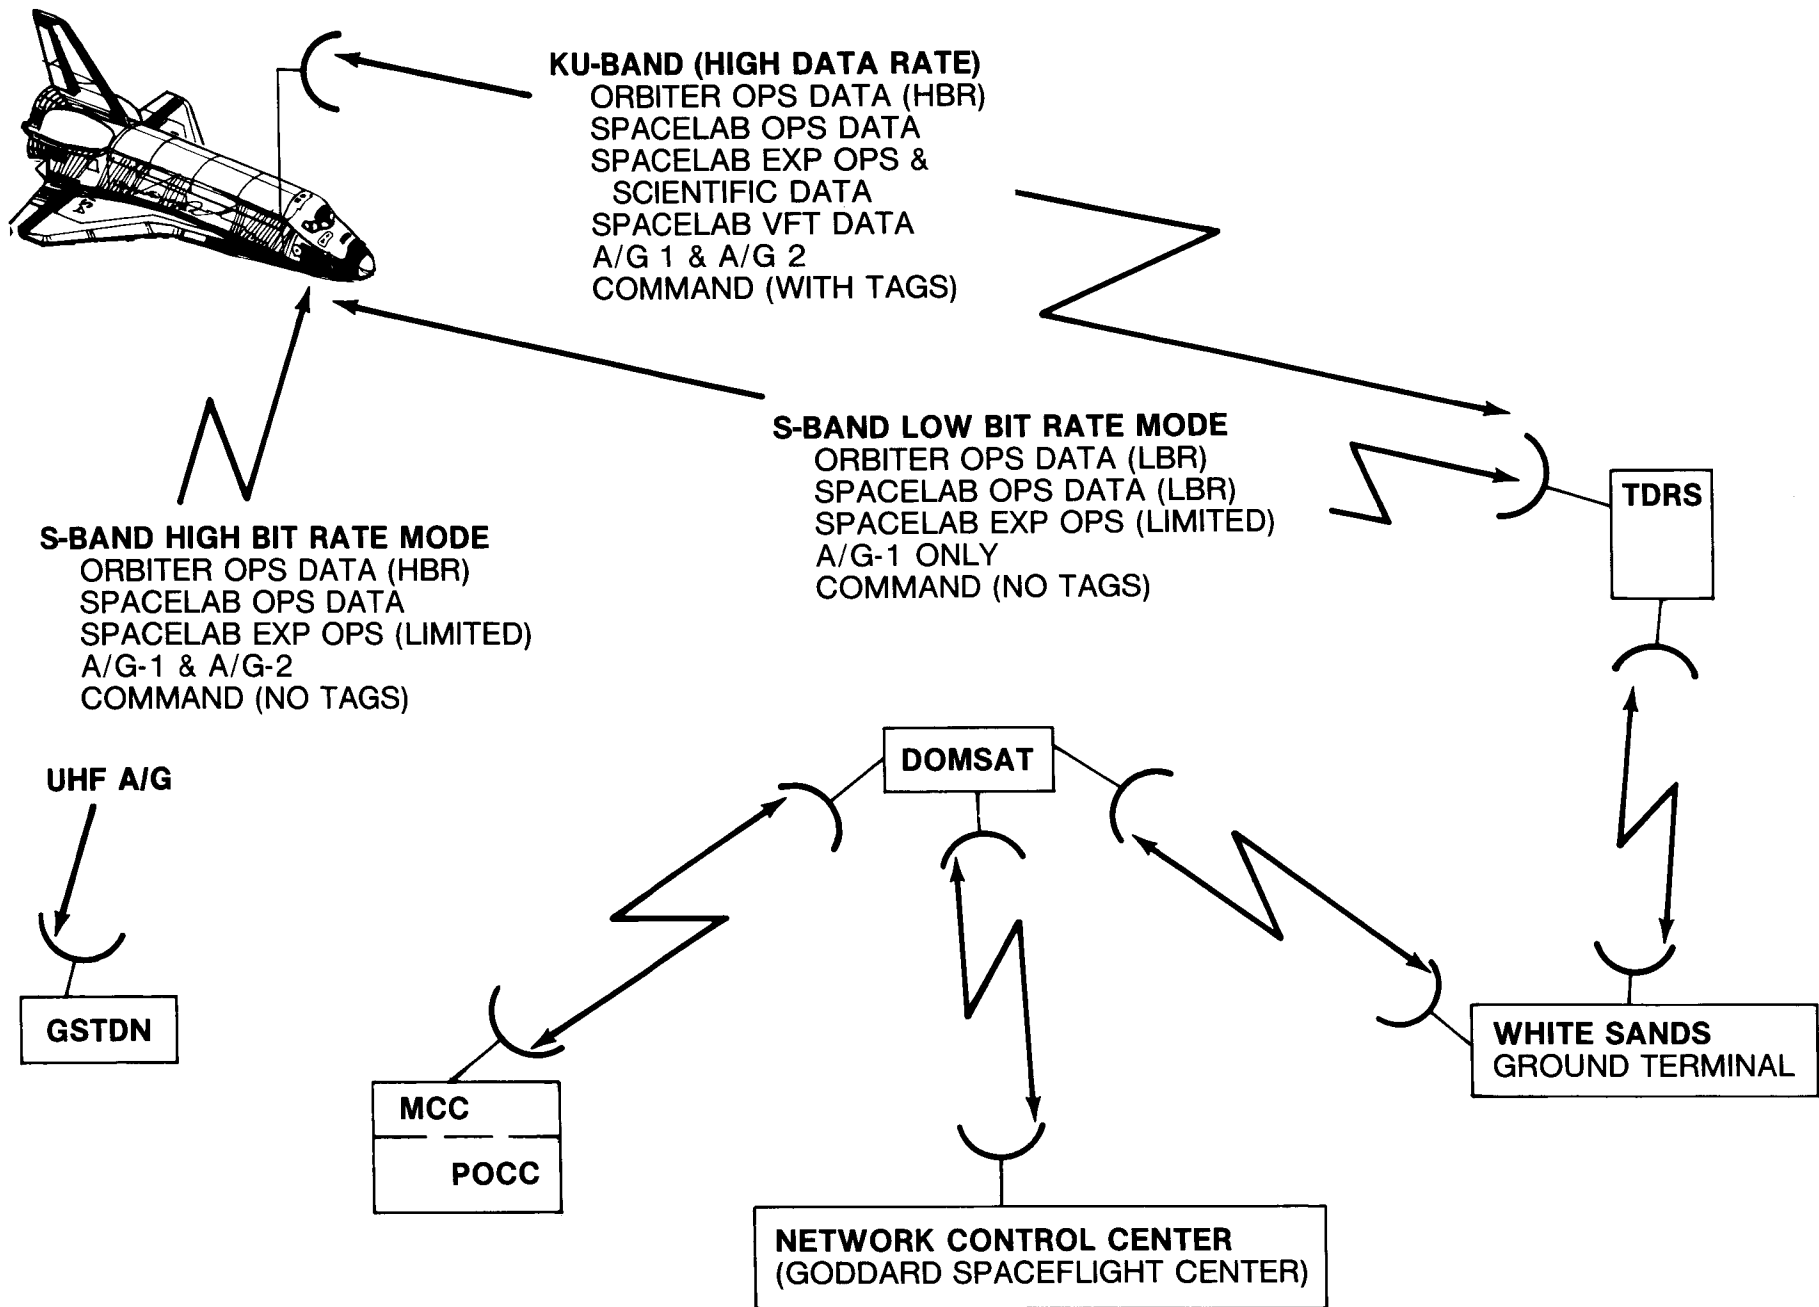 KU-BAND (HIGH DATA RATE)
ORBITER OPS DATA (HBR)
SPACELAB OPS DATA
SPACELAB EXP OPS &
SCIENTIFIC DATA
SPACELAB VFT DATA
A/G 1 & A/G 2
COMMAND (WITH TAGS)
S-BAND LOW BIT RATE MODE
ORBITER OPS DATA (LBR)
SPACELAB OPS DATA (LBR)
SPACELAB EXP OPS (LIMITED)
A/G-1 ONLY
COMMAND (NO TAGS)
TDRS
S-BAND HIGH BIT RATE MODE
ORBITER OPS DATA (HBR)
SPACELAB OPS DATA
SPACELAB EXP OPS (LIMITED)
A/G-1 & A/G-2
COMMAND (NO TAGS)
UHF A/G
DOMSAT
GSTDN
WHITE SANDS
GROUND TERMINAL
MCC
POCC
NETWORK CONTROL CENTER
(GODDARD SPACEFLIGHT CENTER)